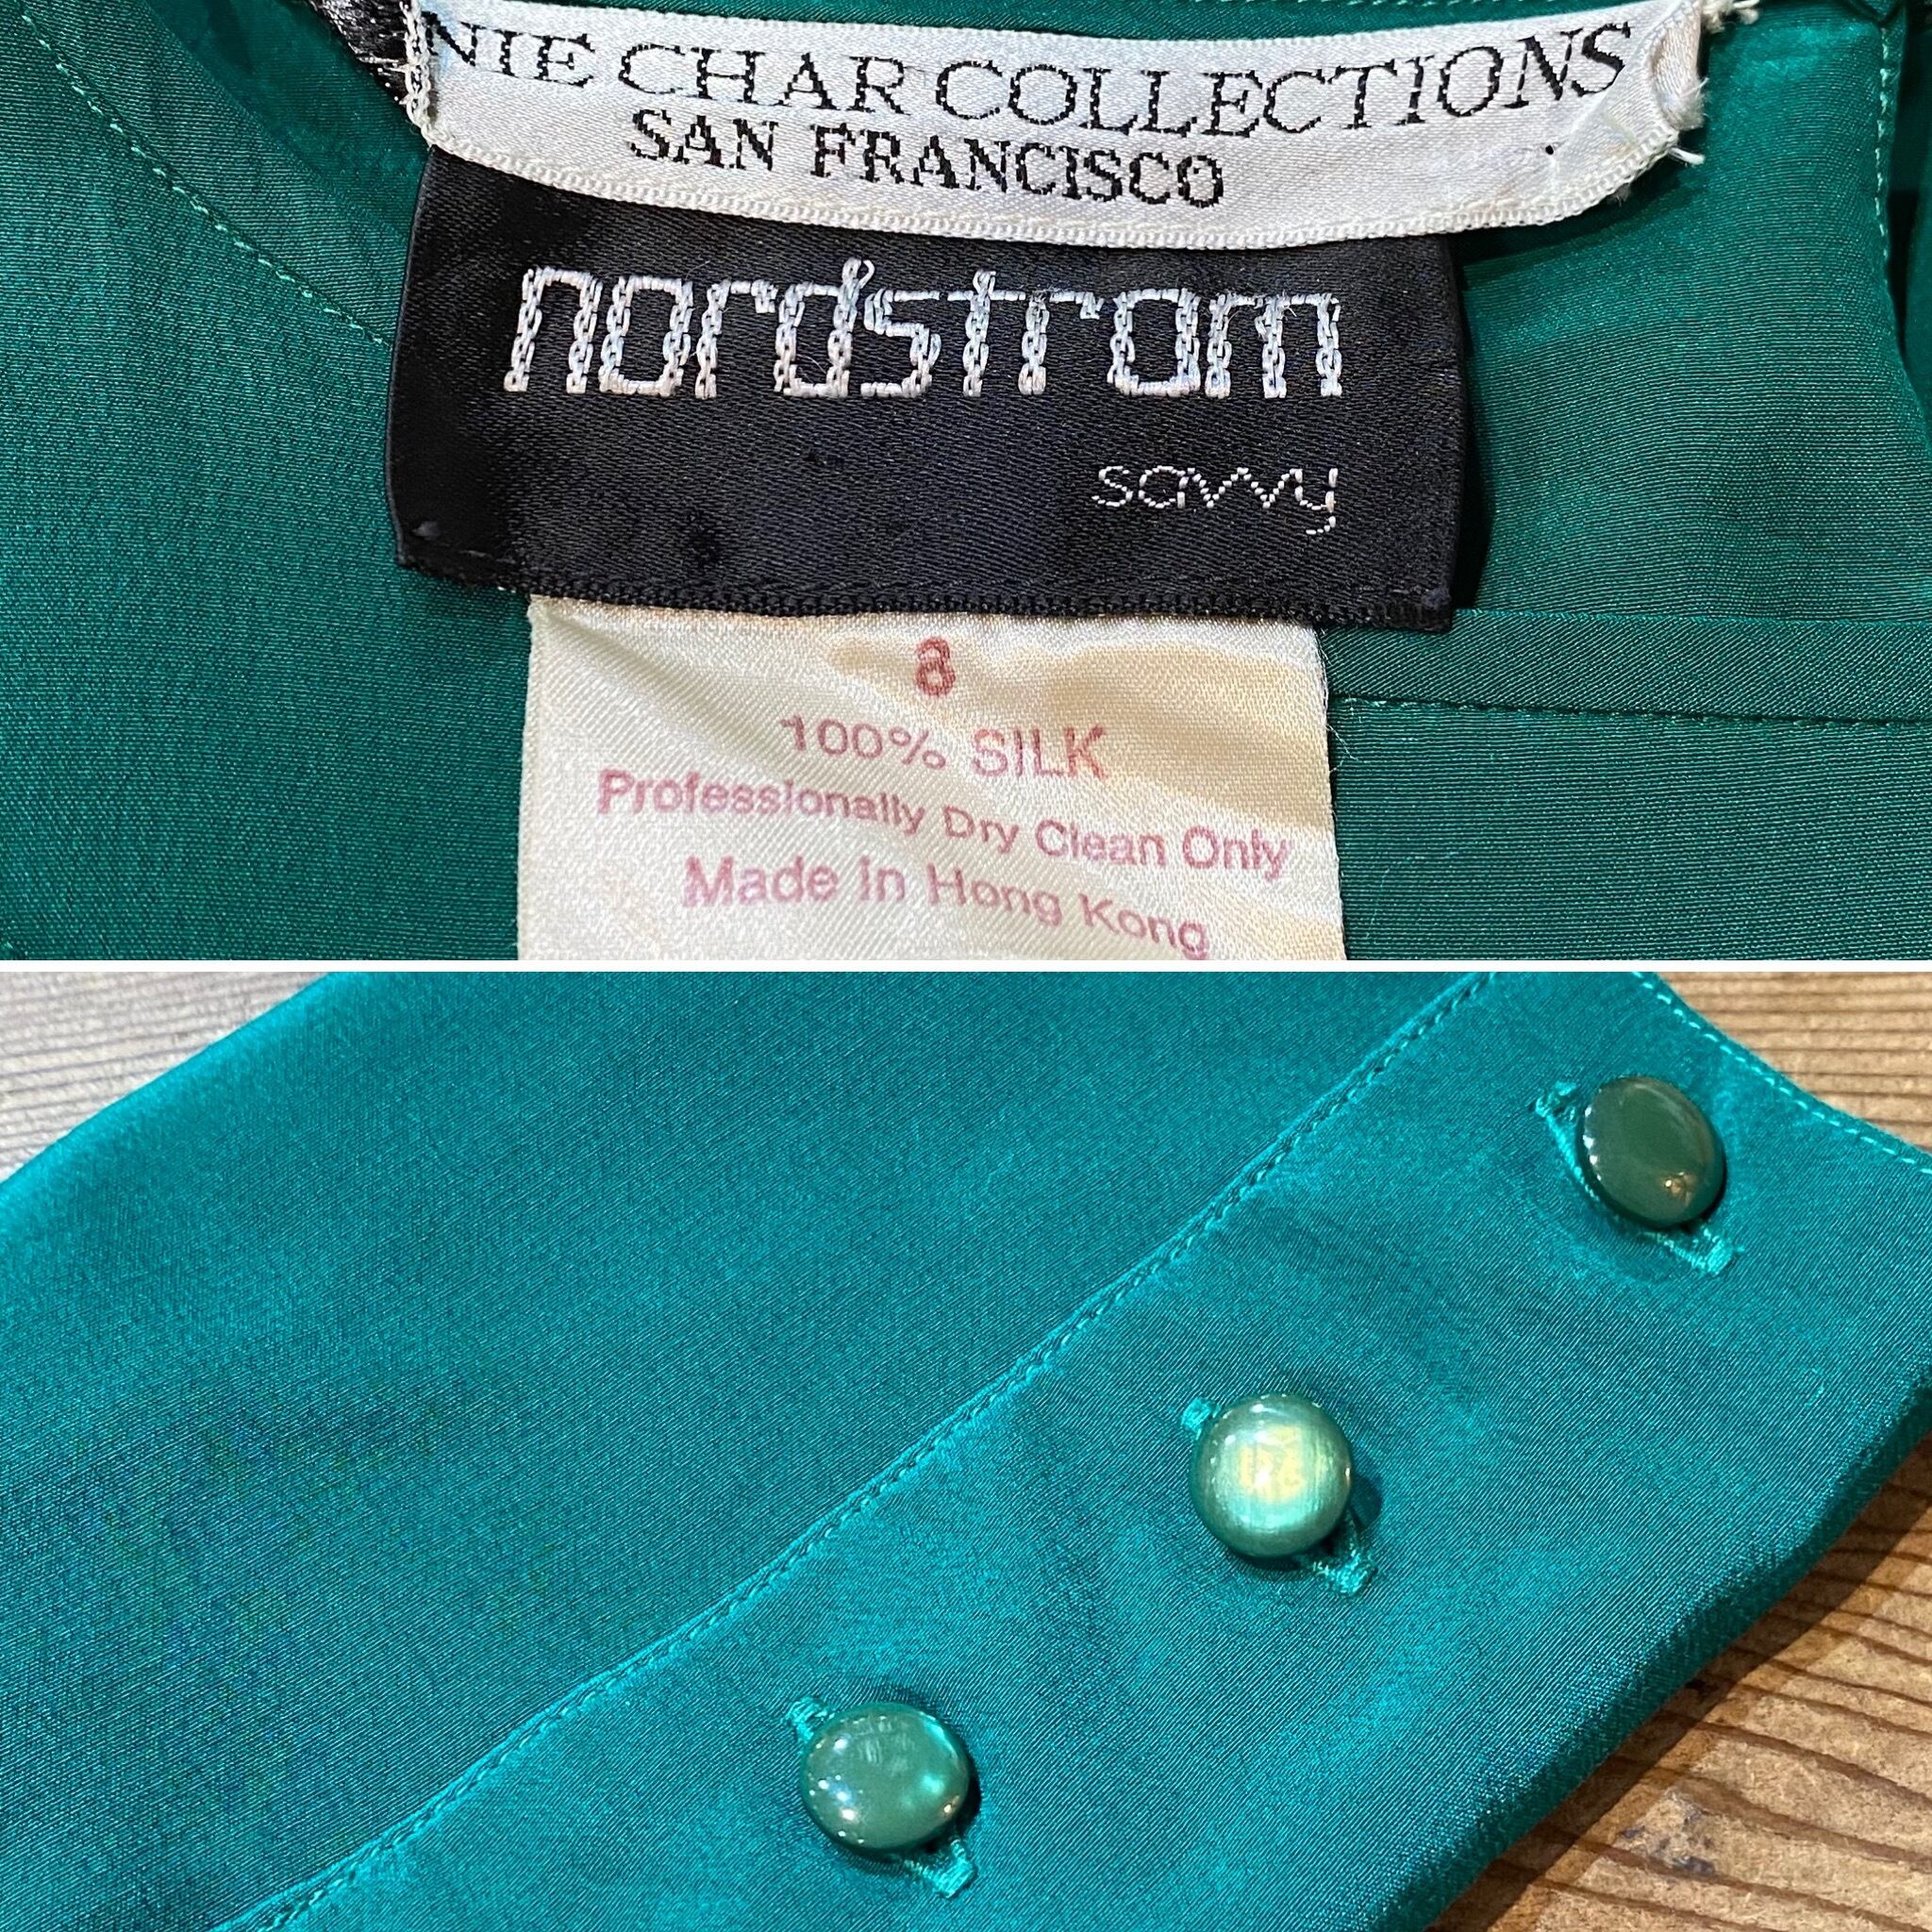 NIE CHAR COLLECTIONS
SAN FRANCISCO
nordstrom
savvy
8
100% SILK
Professionally Dry Clean Only
Made in Hong Kong